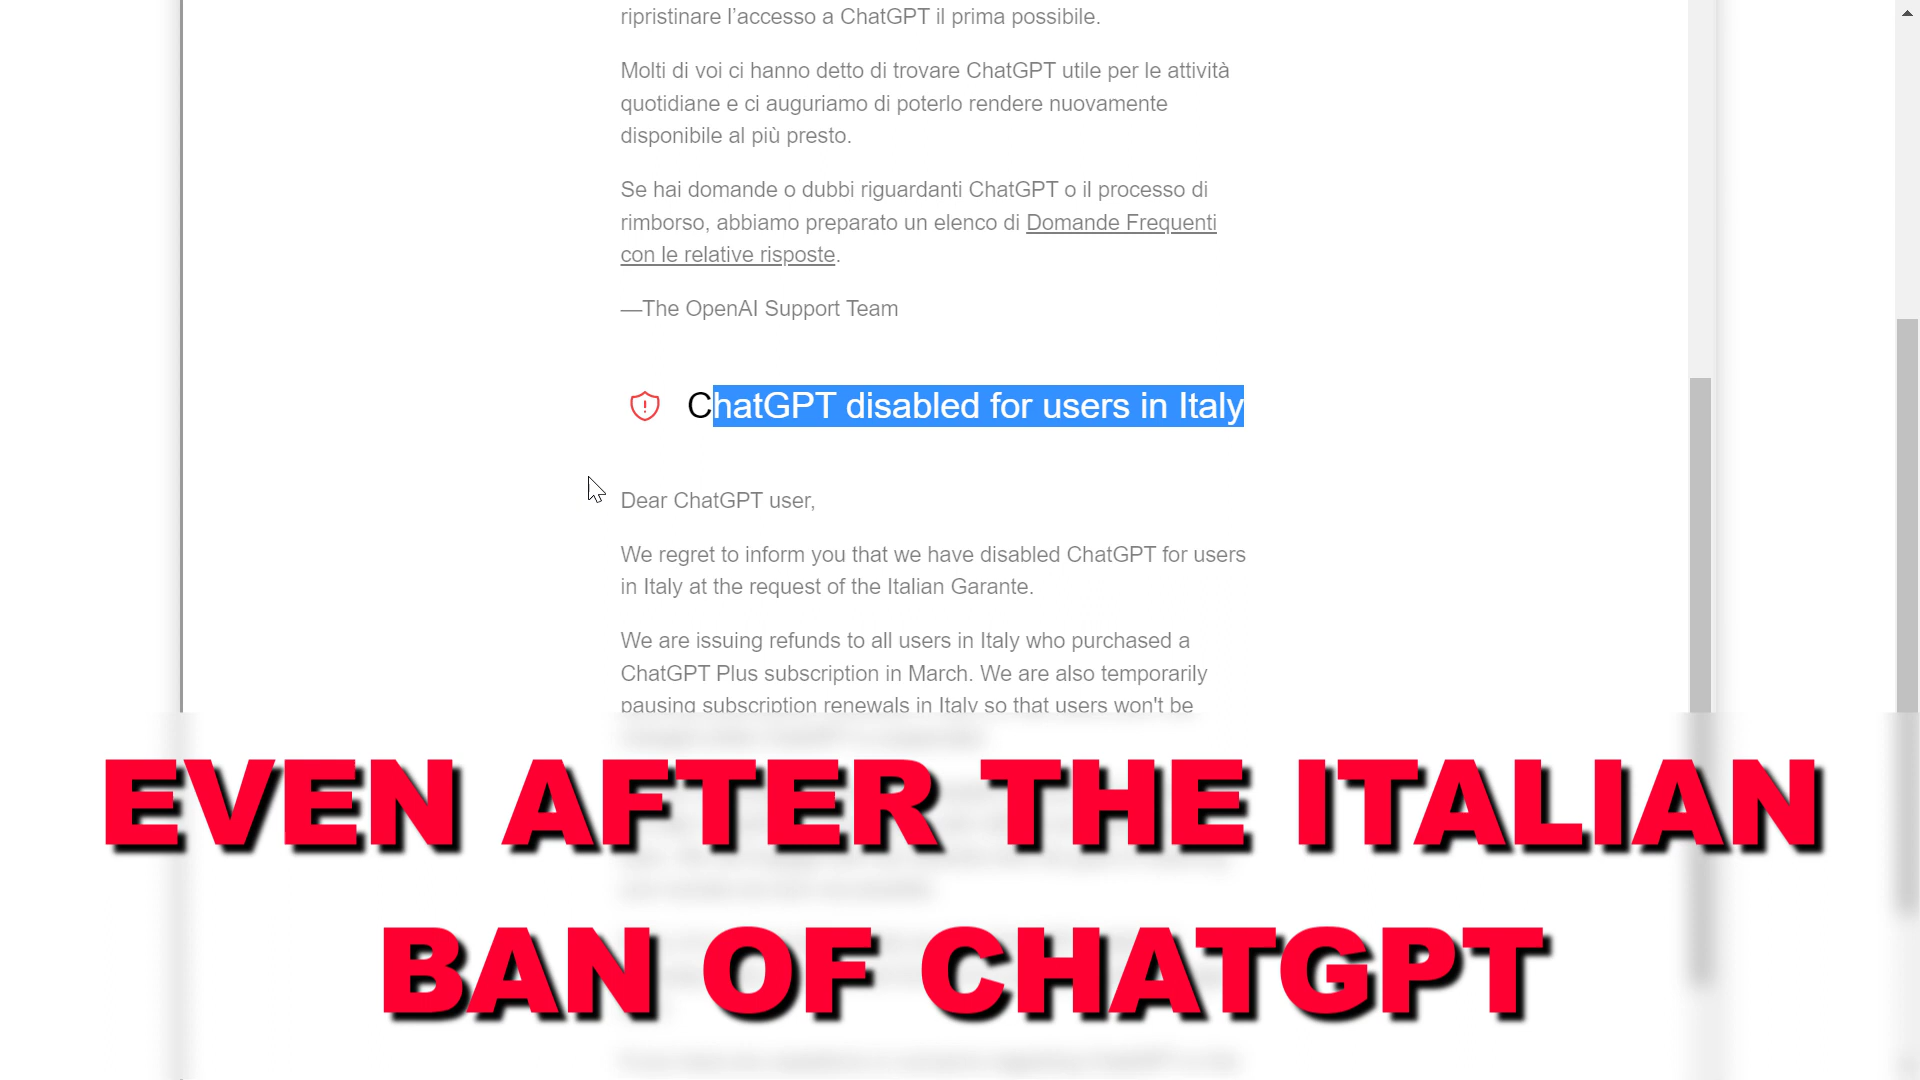 ripristinare l’accesso a ChatGPT il prima possibile.
Molti di voi ci hanno detto di trovare ChatGPT utile per le attività
quotidiane e ci auguriamo di poterlo rendere nuovamente
disponibile al più presto.
Se hai domande o dubbi riguardanti ChatGPT o il processo di
rimborso, abbiamo preparato un elenco di Domande Frequenti
con le relative risposte.
—The OpenAI Support Team
ChatGPT disabled for users in Italy
Dear ChatGPT user,
We regret to inform you that we have disabled ChatGPT for users
in Italy at the request of the Italian Garante.
We are issuing refunds to all users in Italy who purchased a
ChatGPT Plus subscription in March. We are also temporarily
pausing subscription renewals in Italy so that users won't be
EVEN AFTER THE ITALIAN
BAN OF CHATGPT